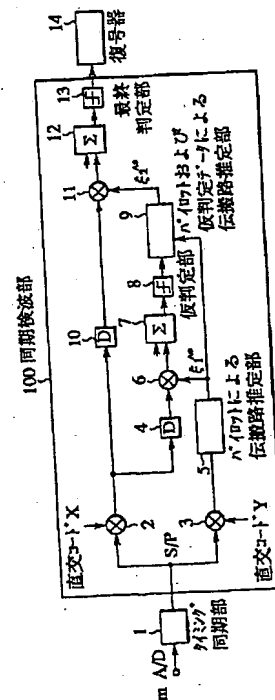 100 同期検波部
直交コードX
直交コードY
m A/D
1
タイミング
同期部
S/P
2
3
4
D
5
パイロットによる
伝搬路推定部
6
7
Σ
8
仮判定部
9
パイロットおよび
仮判定データによる
伝搬路推定部
10
D
11
12
Σ
13
最終
判定部
14
復号器